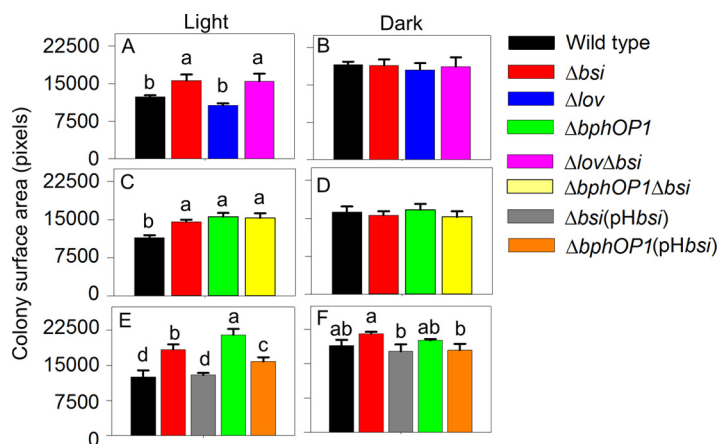 Light
Dark
Colony surface area (pixels)
22500
15000
7500
0
A
b
a
b
a
B
Wild type
Δbsi
Δlov
ΔbphOP1
ΔlovΔbsi
ΔbphOP1Δbsi
Δbsi(pHbsi)
ΔbphOP1(pHbsi)
22500
15000
7500
0
C
b
a
a
a
D
22500
15000
7500
0
E
d
b
d
a
c
F
ab
a
b
ab
b